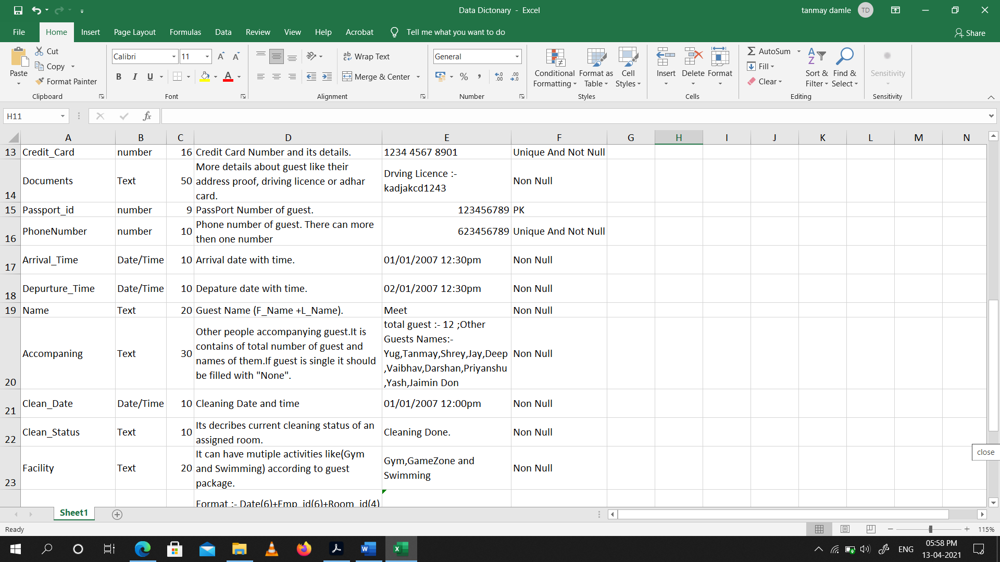 Data Dictonary - Excel
tanmay damle TD
File Home Insert Page Layout Formulas Data Review View Help Acrobat Tell me what you want to do Share
Paste Cut Copy Format Painter Clipboard
Calibri 11 B I U A Font
Wrap Text Merge & Center Alignment
General % , Number
Conditional Formatting Format as Table Cell Styles Styles
Insert Delete Format Cells
AutoSum Fill Clear Sort & Filter Find & Select Editing
Sensitivity Sensitivity
H11 fx
A B C D E F G H I J K L M N
13 Credit_Card number 16 Credit Card Number and its details. 1234 4567 8901 Unique And Not Null
14 Documents Text 50 More details about guest like their
address proof, driving licence or adhar
card. Drving Licence :-
kadjakcd1243 Non Null
15 Passport_id number 9 PassPort Number of guest. 123456789 PK
16 PhoneNumber number 10 Phone number of guest. There can more
then one number 623456789 Unique And Not Null
17 Arrival_Time Date/Time 10 Arrival date with time. 01/01/2007 12:30pm Non Null
18 Depurture_Time Date/Time 10 Depature date with time. 02/01/2007 12:30pm Non Null
19 Name Text 20 Guest Name (F_Name +L_Name). Meet Non Null
20 Accompaning Text 30 Other people accompanying guest.It is
contains of total number of guest and
names of them.If guest is single it should
be filled with "None". total guest :- 12 ;Other
Guests Names:-
Yug,Tanmay,Shrey,Jay,Deep
,Vaibhav,Darshan,Priyanshu
,Yash,Jaimin Don Non Null
21 Clean_Date Date/Time 10 Cleaning Date and time 01/01/2007 12:00pm Non Null
22 Clean_Status Text 10 Its decribes current cleaning status of an
assigned room. Cleaning Done. Non Null
23 Facility Text 20 It can have mutiple activities like(Gym
and Swimming) according to guest
package. Gym,GameZone and
Swimming Non Null
close
Format :- Date(6)+Emp_id(6)+Room_id(4)
Sheet1
Ready 115%
ENG 05:58 PM
13-04-2021